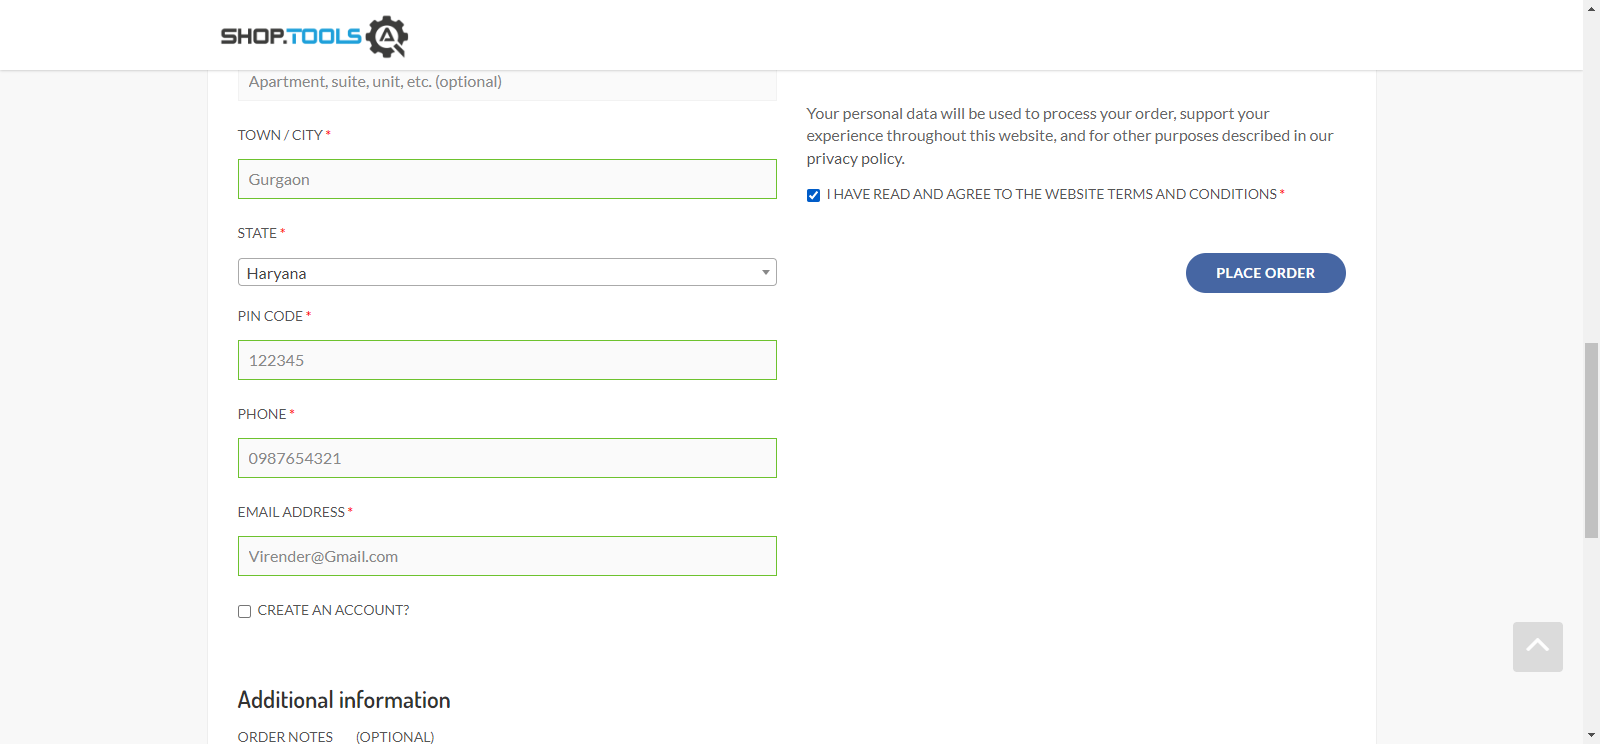 SHOP.TOOLS
Apartment, suite, unit, etc. (optional)
TOWN / CITY *
Gurgaon
STATE *
Haryana
PIN CODE *
122345
PHONE *
0987654321
EMAIL ADDRESS *
Virender@Gmail.com
CREATE AN ACCOUNT?
Additional information
ORDER NOTES (OPTIONAL)
Your personal data will be used to process your order, support your
experience throughout this website, and for other purposes described in our
privacy policy.
I HAVE READ AND AGREE TO THE WEBSITE TERMS AND CONDITIONS *
PLACE ORDER